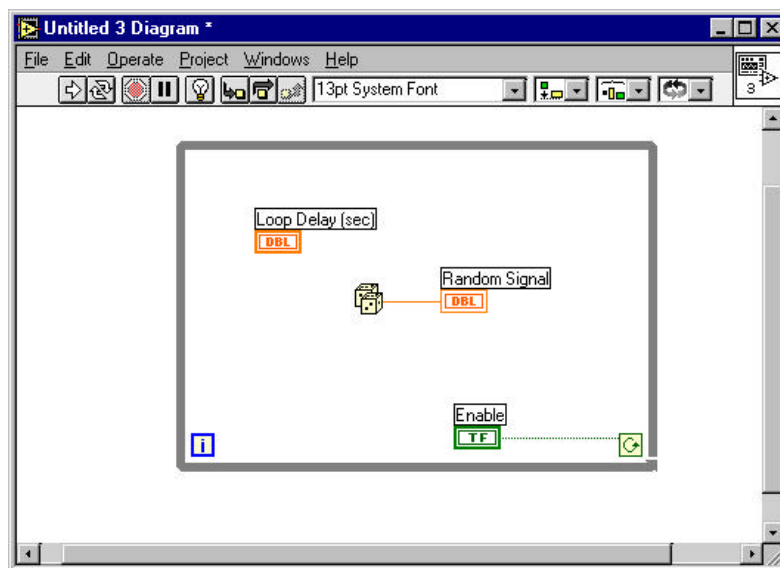 Untitled 3 Diagram *
File Edit Operate Project Windows Help
13pt System Font
3
Loop Delay (sec)
DBL
Random Signal
DBL
Enable
TF
i